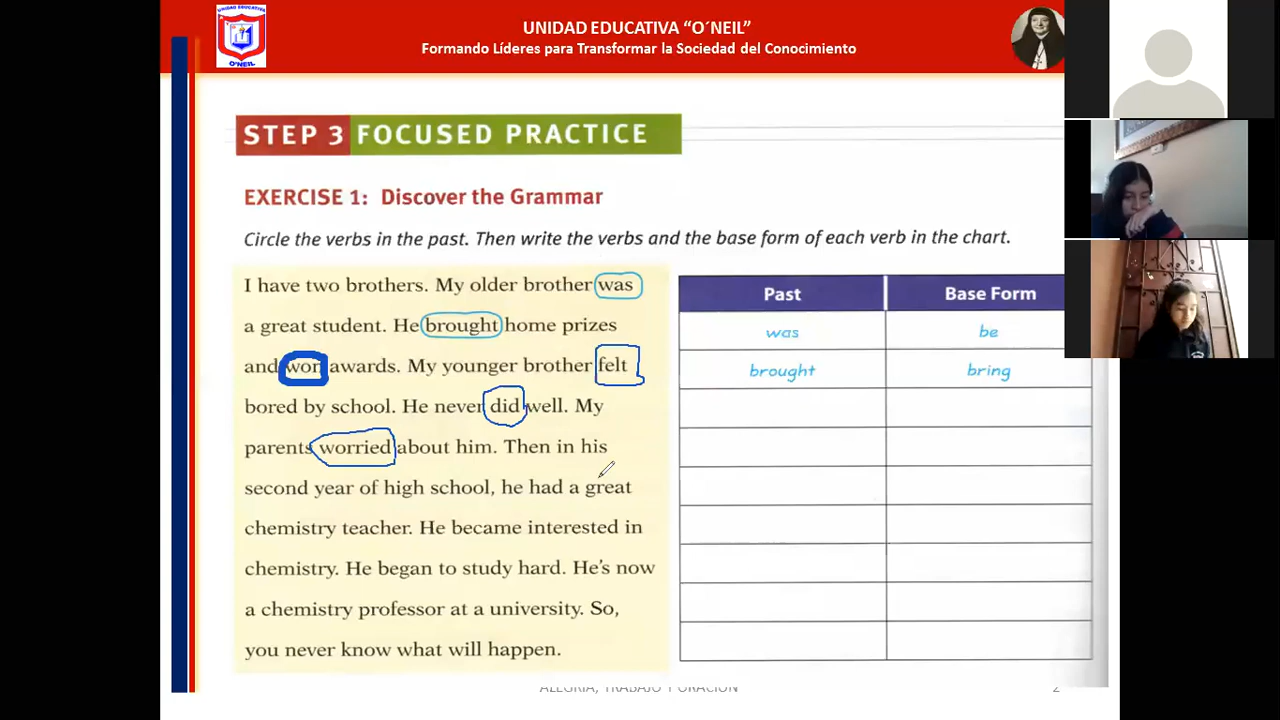 UNIDAD EDUCATIVA
O´NEIL
UNIDAD EDUCATIVA “O´NEIL”
Formando Líderes para Transformar la Sociedad del Conocimiento
STEP 3 FOCUSED PRACTICE
EXERCISE 1: Discover the Grammar
Circle the verbs in the past. Then write the verbs and the base form of each verb in the chart.
I have two brothers. My older brother was
a great student. He brought home prizes
and won awards. My younger brother felt
bored by school. He never did well. My
parents worried about him. Then in his
second year of high school, he had a great
chemistry teacher. He became interested in
chemistry. He began to study hard. He's now
a chemistry professor at a university. So,
you never know what will happen.
Past Base Form
was be
brought bring
ALEGRIA, TRABAJO Y ORACION 2